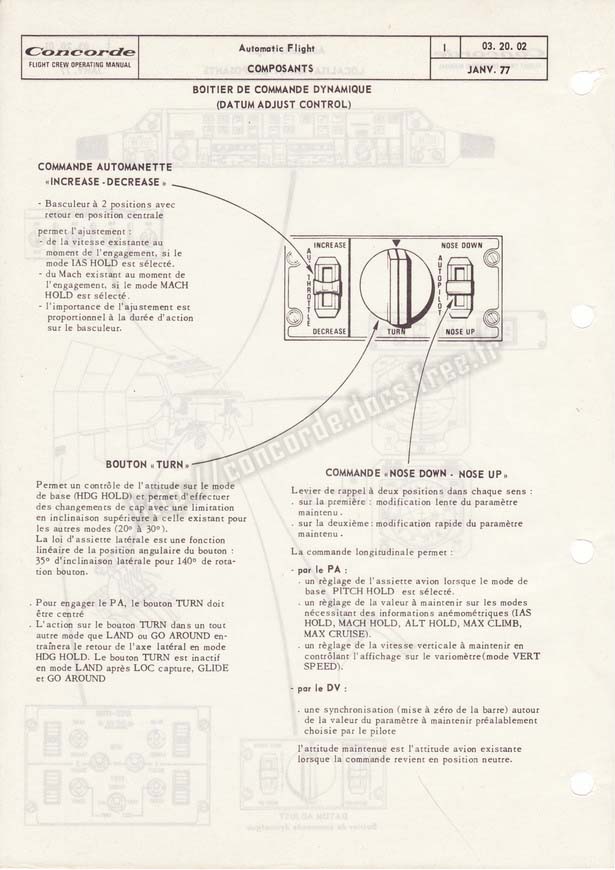 Concorde
FLIGHT CREW OPERATING MANUAL
Automatic Flight
COMPOSANTS
1
03. 20. 02
JANV. 77
BOITIER DE COMMANDE DYNAMIQUE
(DATUM ADJUST CONTROL)
COMMANDE AUTOMANETTE
«INCREASE - DECREASE»
- Basculeur à 2 positions avec
retour en position centrale
permet l'ajustement :
- de la vitesse existante au
moment de l'engagement, si le
mode IAS HOLD est sélecté.
- du Mach existant au moment de
l'engagement, si le mode MACH
HOLD est sélecté.
- l'importance de l'ajustement est
proportionnel à la durée d'action
sur le basculeur.
INCREASE
AUTO THROTTLE
DECREASE
TURN
NOSE DOWN
AUTOPILOT
NOSE UP
BOUTON «TURN»
Permet un contrôle de l'attitude sur le mode
de base (HDG HOLD) et permet d'effectuer
des changements de cap avec une limitation
en inclinaison supérieure à celle existant pour
les autres modes (20° à 30°).
La loi d'assiette latérale est une fonction
linéaire de la position angulaire du bouton :
35° d'inclinaison latérale pour 140° de rota-
tion bouton.
. Pour engager le PA, le bouton TURN doit
être centré
. L'action sur le bouton TURN dans un tout
autre mode que LAND ou GO AROUND en-
traînera le retour de l'axe latéral en mode
HDG HOLD. Le bouton TURN est inactif
en mode LAND après LOC capture, GLIDE
et GO AROUND
COMMANDE «NOSE DOWN - NOSE UP»
Levier de rappel à deux positions dans chaque sens :
. sur la première : modification lente du paramètre
maintenu .
. sur la deuxième : modification rapide du paramètre
maintenu .
La commande longitudinale permet :
- par le PA :
. un règlage de l'assiette avion lorsque le mode de
base PITCH HOLD est sélecté.
. un règlage de la valeur à maintenir sur les modes
nécessitant des informations anémométriques (IAS
HOLD, MACH HOLD, ALT HOLD, MAX CLIMB,
MAX CRUISE).
. un règlage de la vitesse verticale à maintenir en
contrôlant l'affichage sur le variomètre (mode VERT
SPEED).
- par le DV :
. une synchronisation (mise à zéro de la barre) autour
de la valeur du paramètre à maintenir préalablement
choisie par le pilote
l'attitude maintenue est l'attitude avion existante
lorsque la commande revient en position neutre.
http://concorde.docs.free.fr
DATUM ADJUST
Boitier de commande dynamique